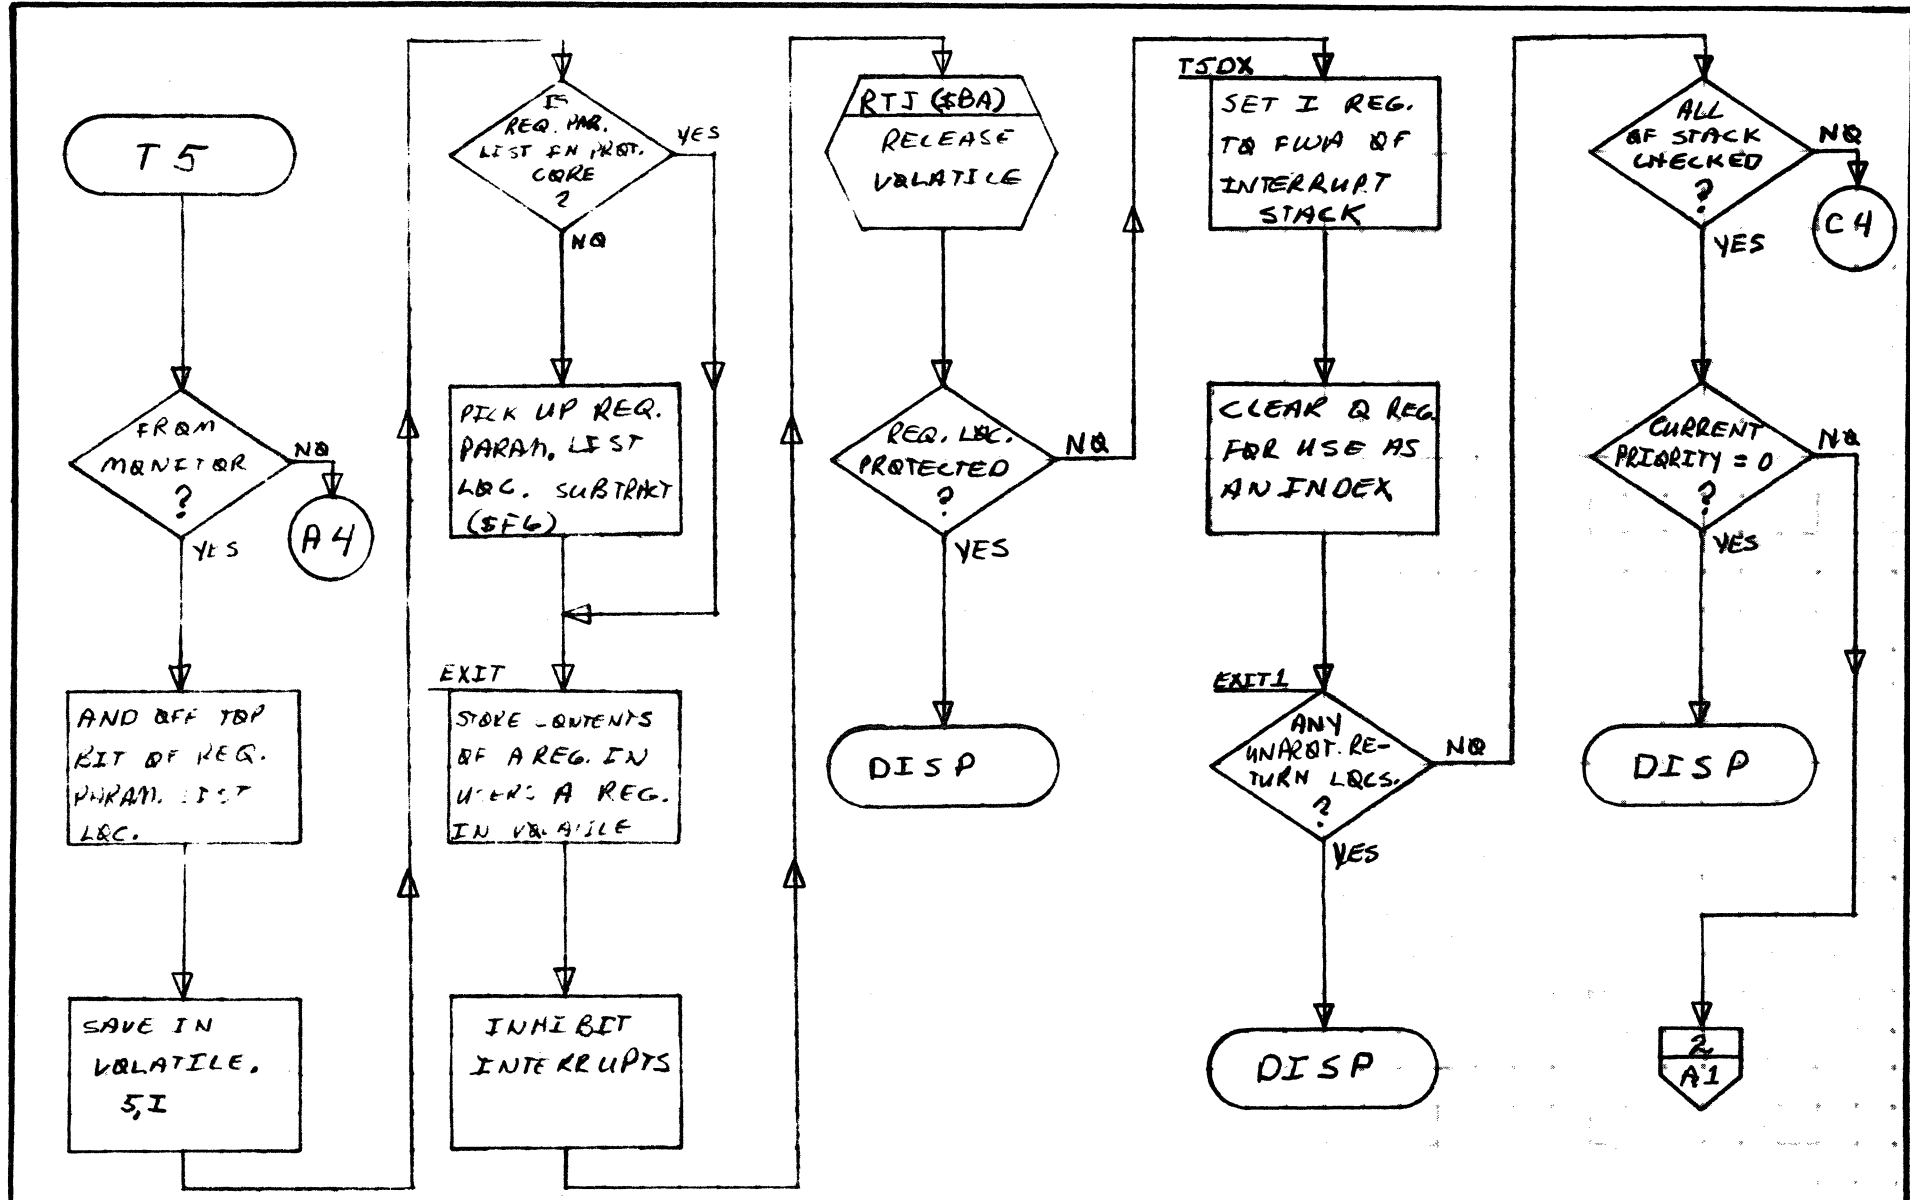 T5
FROM
MONITOR
?
NO
A4
YES
AND OFF TOP
BIT OF REQ.
PARAM. LIST
LOC.
SAVE IN
VOLATILE.
5,I
IS
REQ. PAR.
LIST IN PROT.
CORE
?
YES
NO
PICK UP REQ.
PARAM. LIST
LOC. SUBTRACT
($F6)
EXIT
STORE CONTENTS
OF A REG. IN
USERS A REG.
IN VOLATILE
INHIBIT
INTERRUPTS
RTJ ($BA)
RELEASE
VOLATILE
REQ. LOC.
PROTECTED
?
NO
YES
DISP
T5DX
SET I REG.
TO FWA OF
INTERRUPT
STACK
CLEAR Q REG.
FOR USE AS
AN INDEX
EXIT1
ANY
UNPROT. RE-
TURN LOCS.
?
NO
YES
DISP
ALL
OF STACK
CHECKED
?
NO
C4
YES
CURRENT
PRIORITY = 0
?
NO
YES
DISP
2
A1